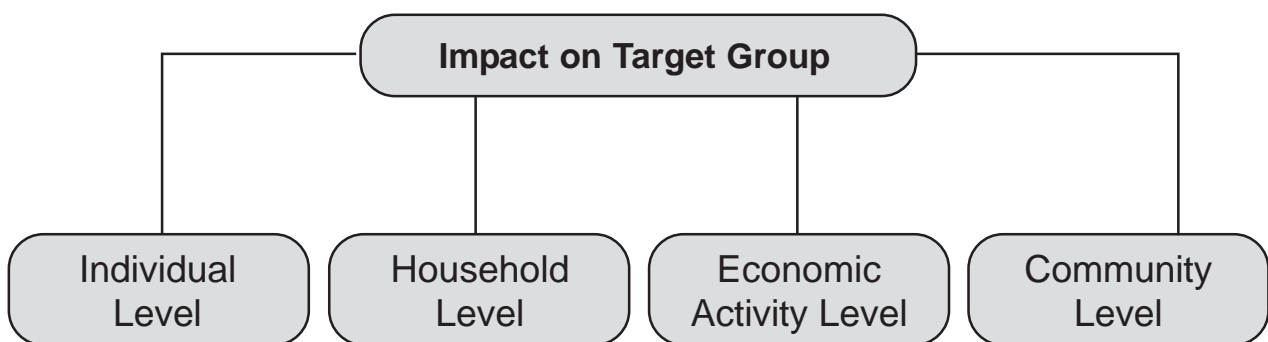 Impact on Target Group
Individual
Level
Household
Level
Economic
Activity Level
Community
Level